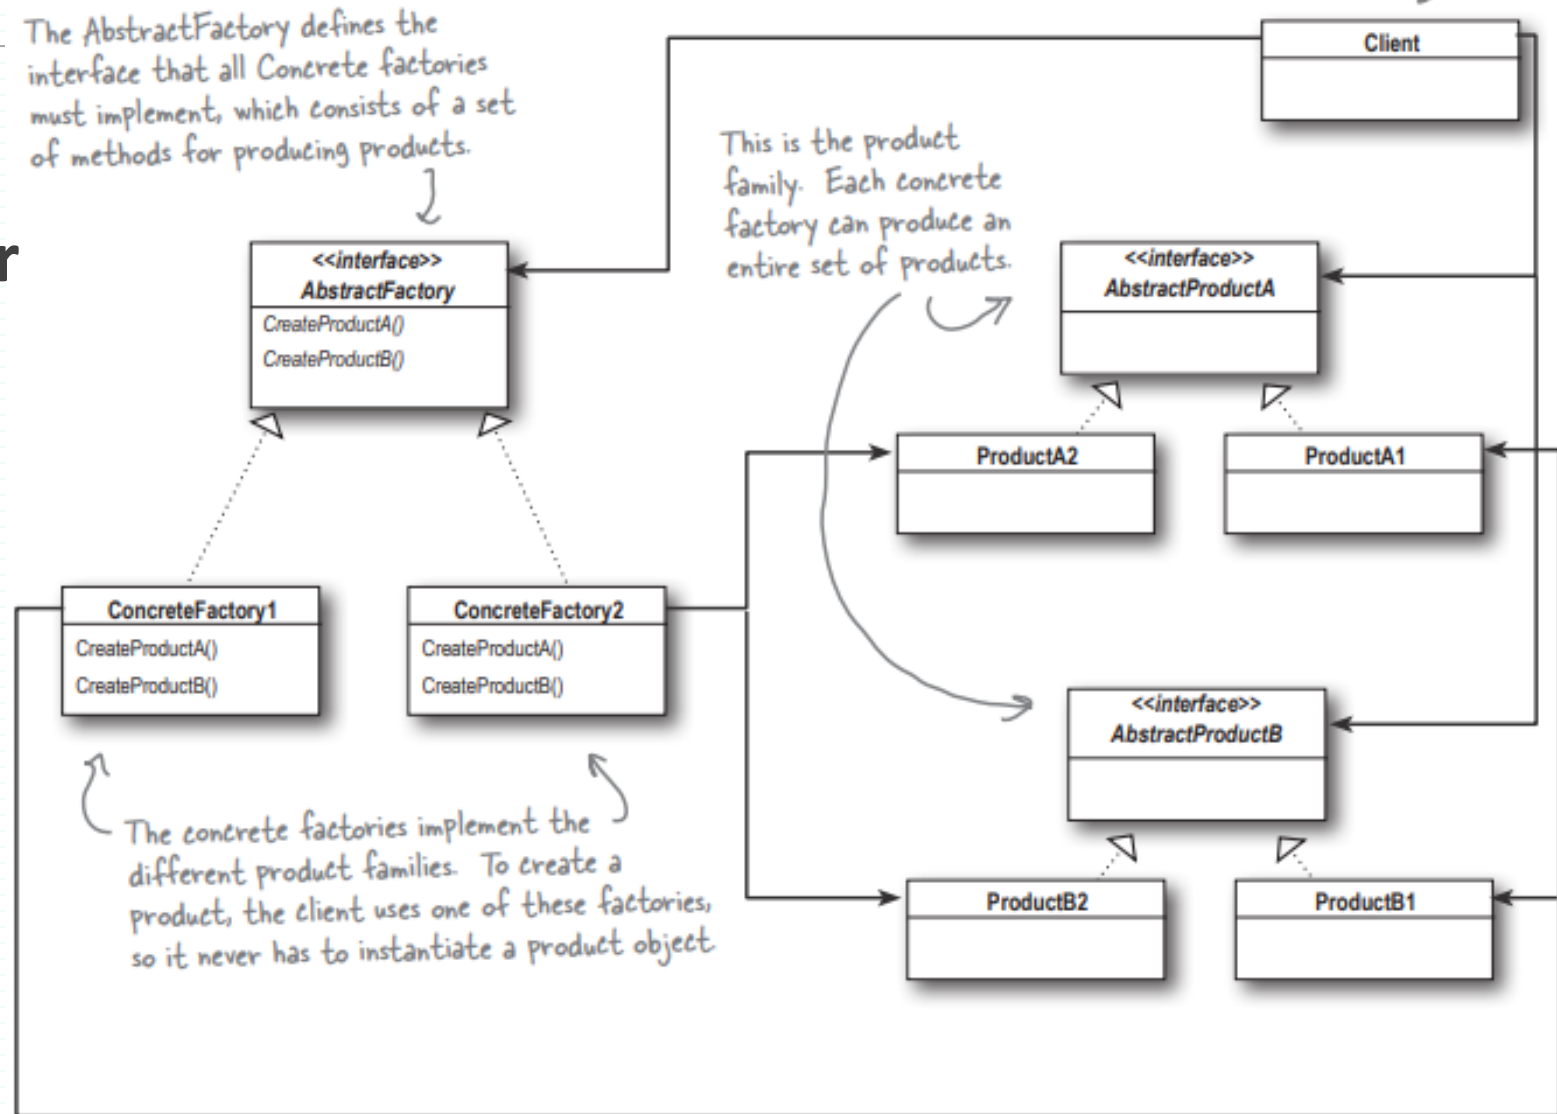 The AbstractFactory defines the
interface that all Concrete factories
must implement, which consists of a set
of methods for producing products.
r
Client
This is the product
family. Each concrete
factory can produce an
entire set of products.
<<interface>>
AbstractFactory
CreateProductA()
CreateProductB()
<<interface>>
AbstractProductA
ProductA2
ProductA1
ConcreteFactory1
CreateProductA()
CreateProductB()
ConcreteFactory2
CreateProductA()
CreateProductB()
<<interface>>
AbstractProductB
ProductB2
ProductB1
The concrete factories implement the
different product families. To create a
product, the client uses one of these factories,
so it never has to instantiate a product object